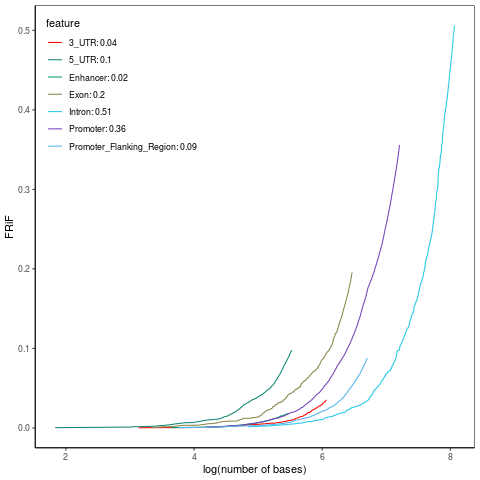 feature
3_UTR: 0.04
5_UTR: 0.1
Enhancer: 0.02
Exon: 0.2
Intron: 0.51
Promoter: 0.36
Promoter_Flanking_Region: 0.09
FRiF
0.5
0.4
0.3
0.2
0.1
0.0
2 4 6 8
log(number of bases)